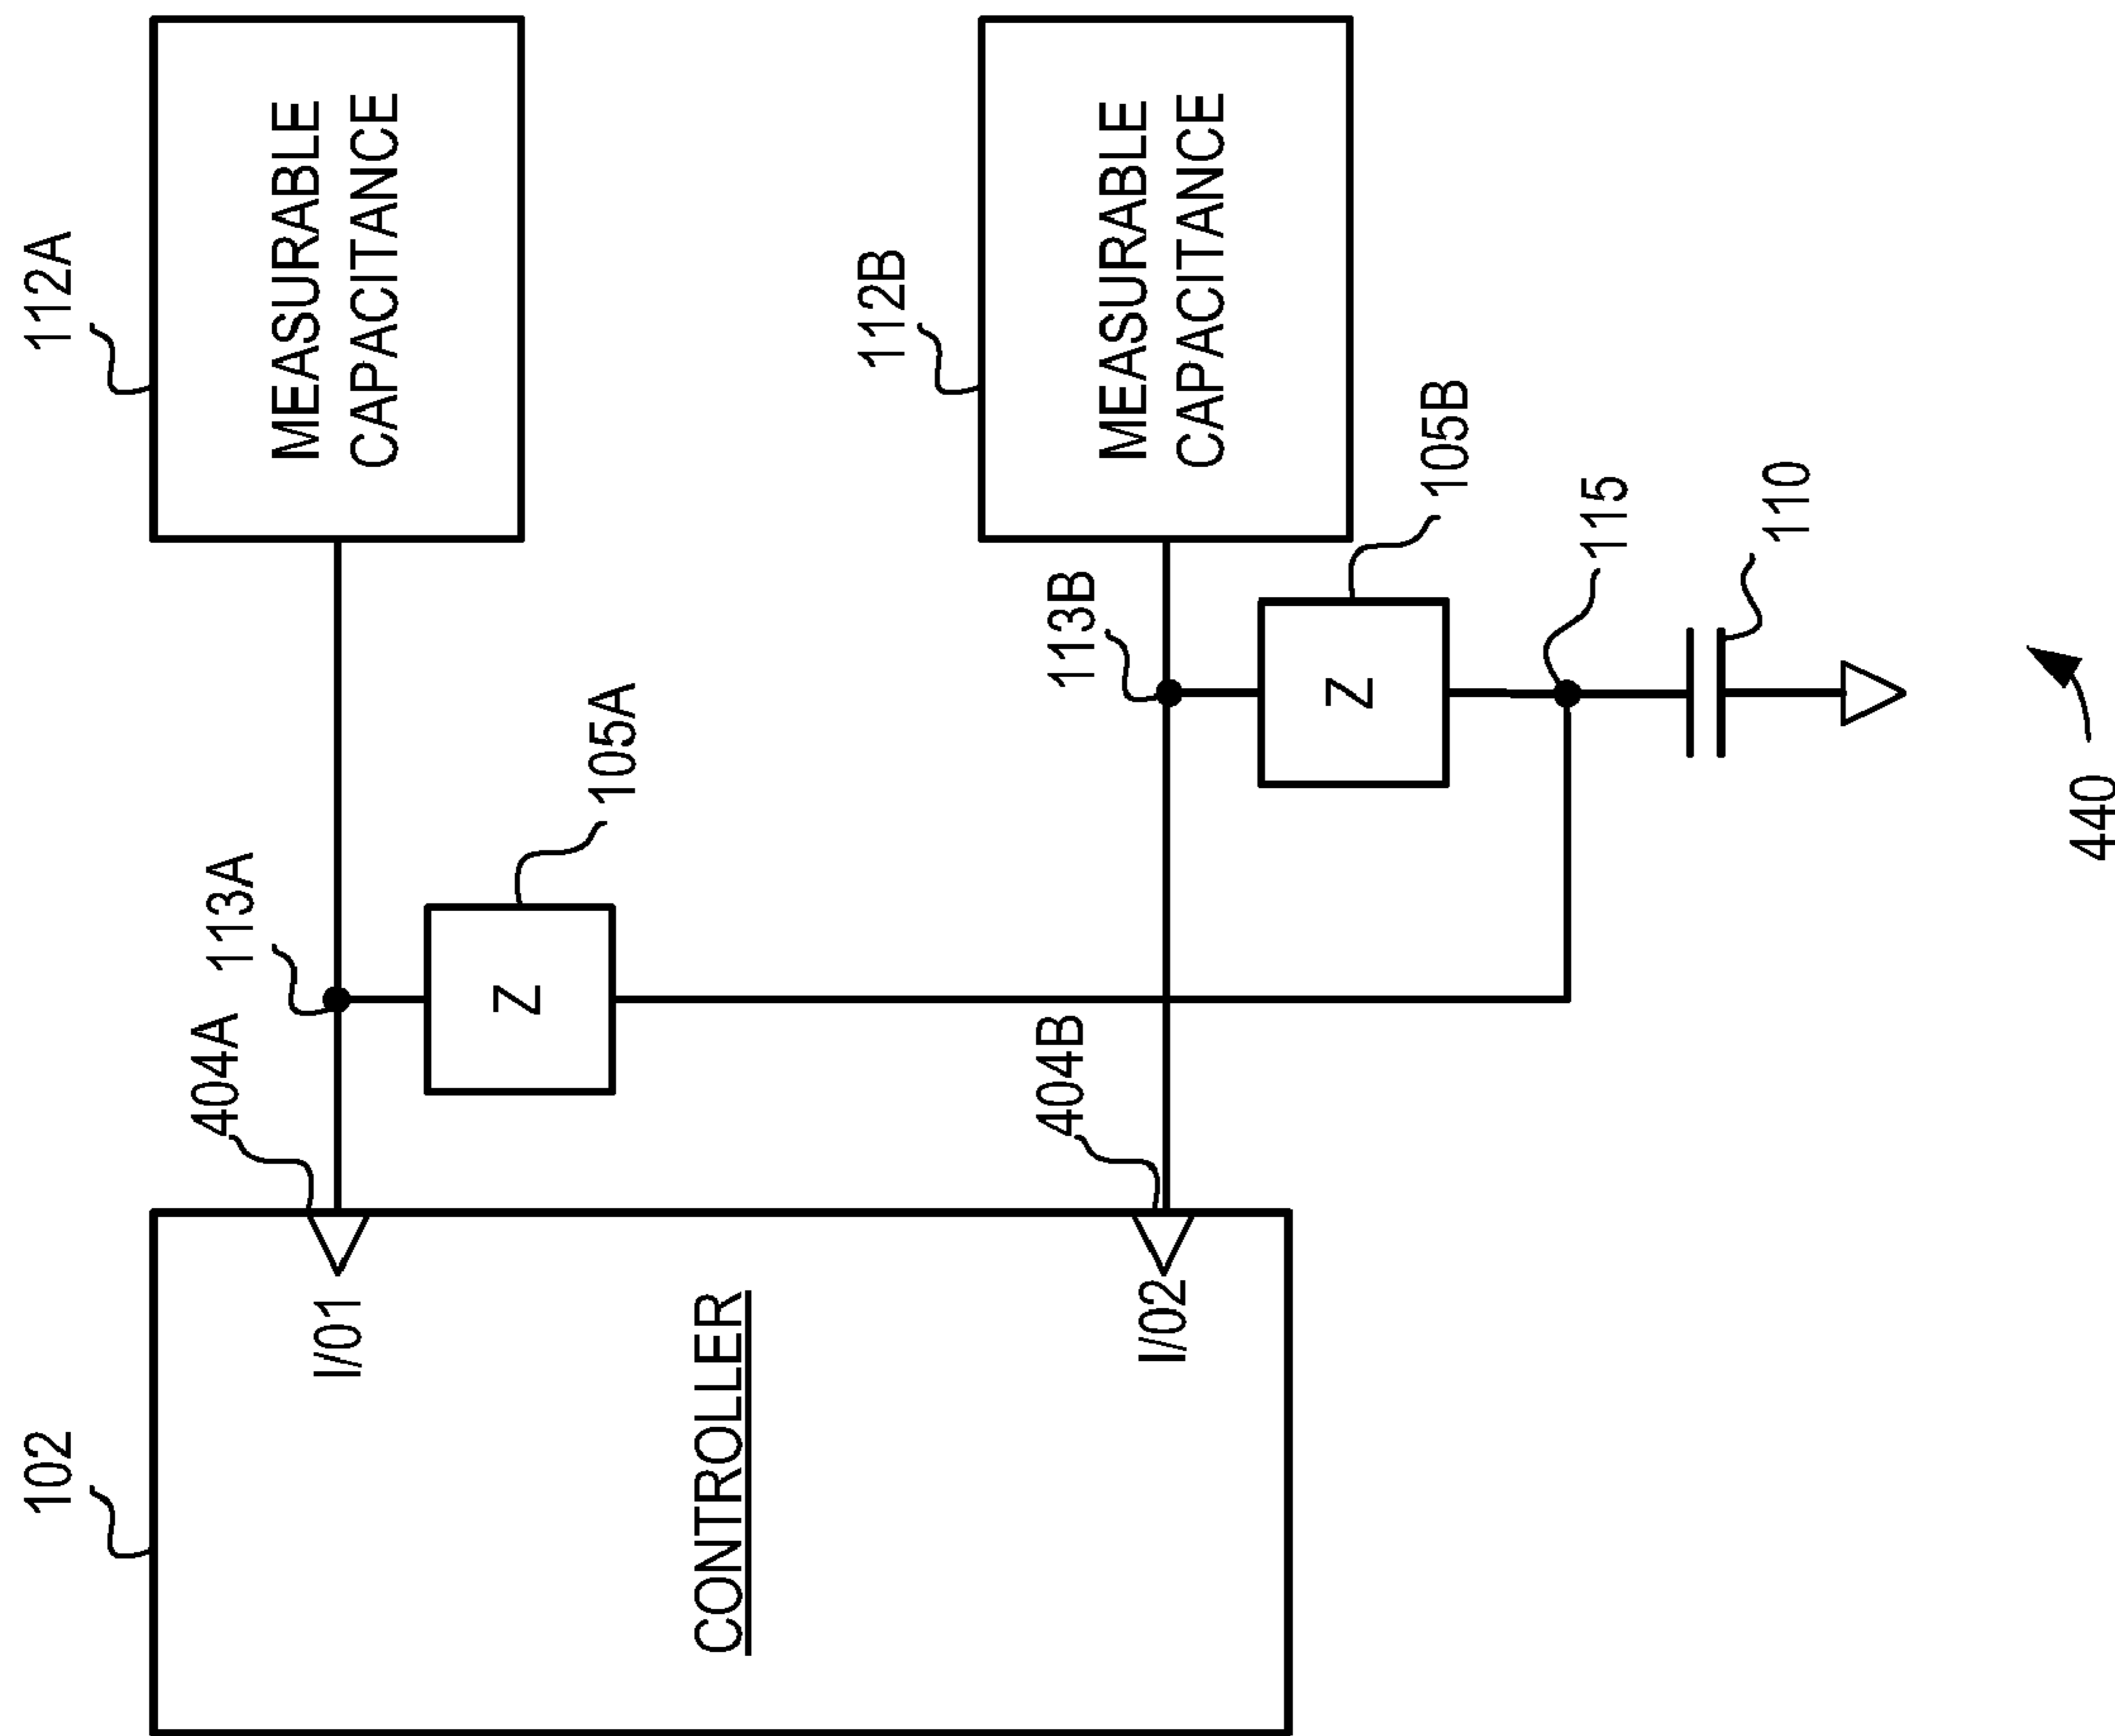 102
112A
404A
113A
MEASURABLE
CAPACITANCE
I/01
Z
105A
CONTROLLER
112B
404B
113B
MEASURABLE
CAPACITANCE
I/02
Z
105B
115
110
440